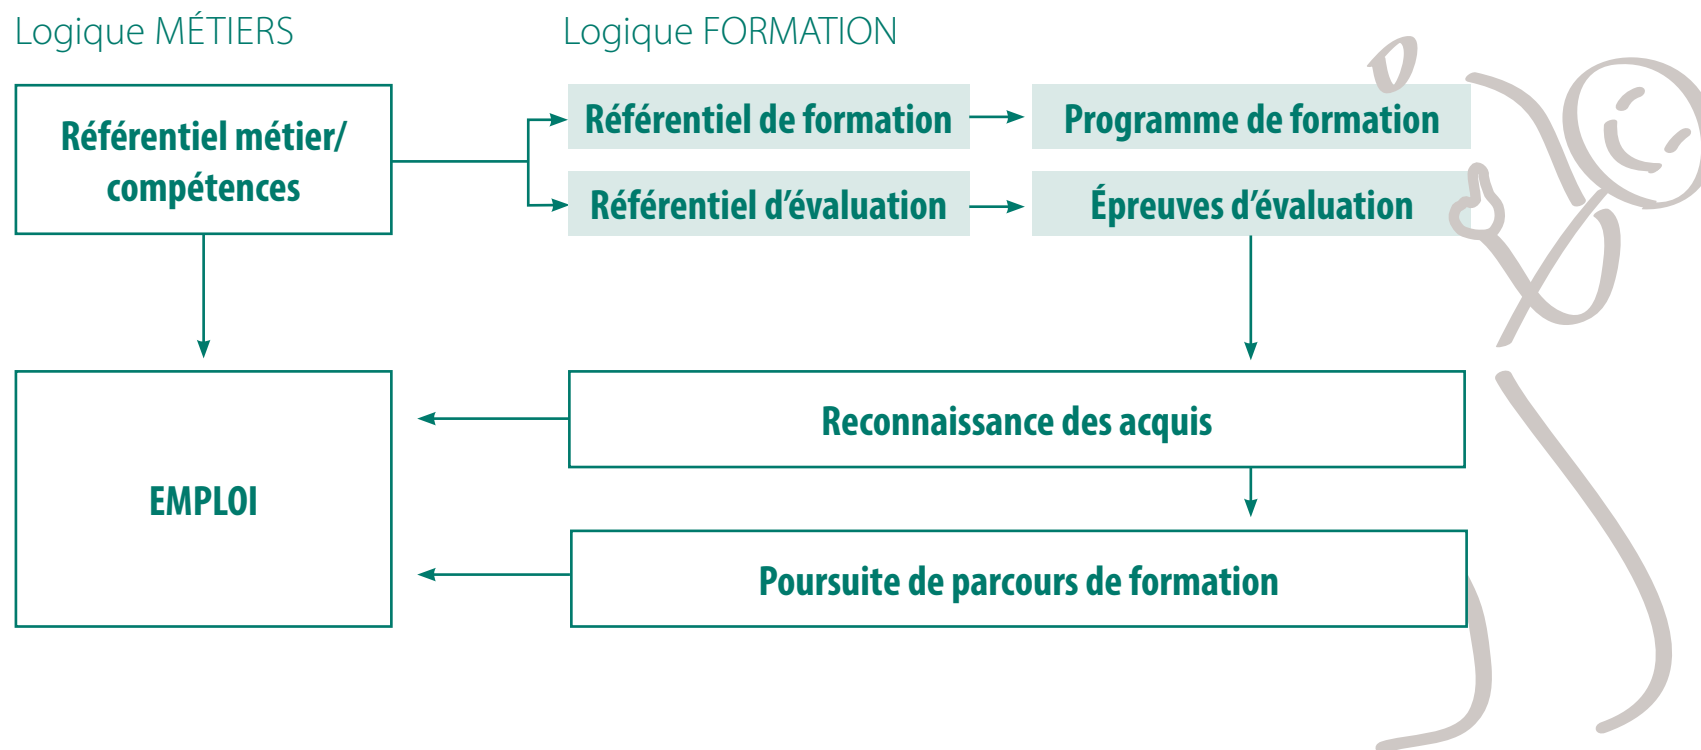 Logique MÉTIERS
Logique FORMATION
Référentiel métier/
compétences
Référentiel de formation
Programme de formation
Référentiel d’évaluation
Épreuves d’évaluation
EMPLOI
Reconnaissance des acquis
Poursuite de parcours de formation